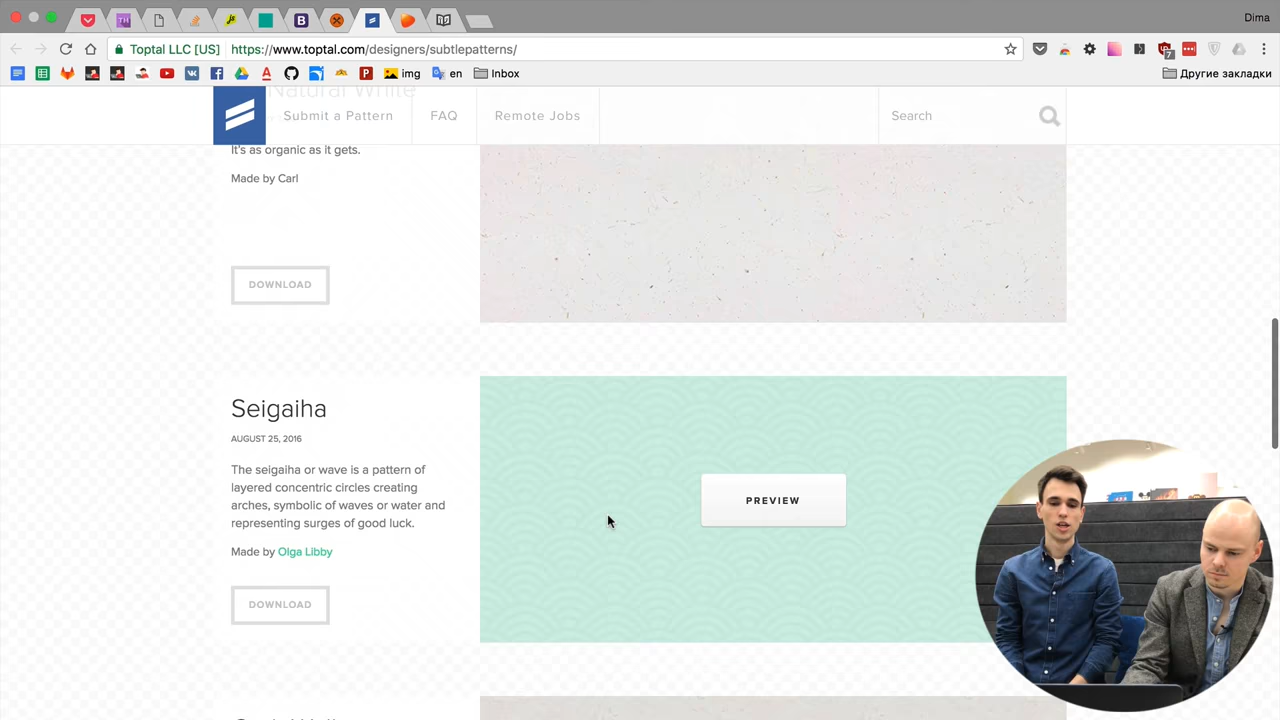 Dima
Toptal LLC [US]
https://www.toptal.com/designers/subtlepatterns/
7
img
en
Inbox
Другие закладки
Natural White
Submit a Pattern
FAQ
Remote Jobs
Search
It's as organic as it gets.
Made by Carl
DOWNLOAD
Seigaiha
AUGUST 25, 2016
The seigaiha or wave is a pattern of
layered concentric circles creating
arches, symbolic of waves or water and
representing surges of good luck.
Made by Olga Libby
DOWNLOAD
PREVIEW